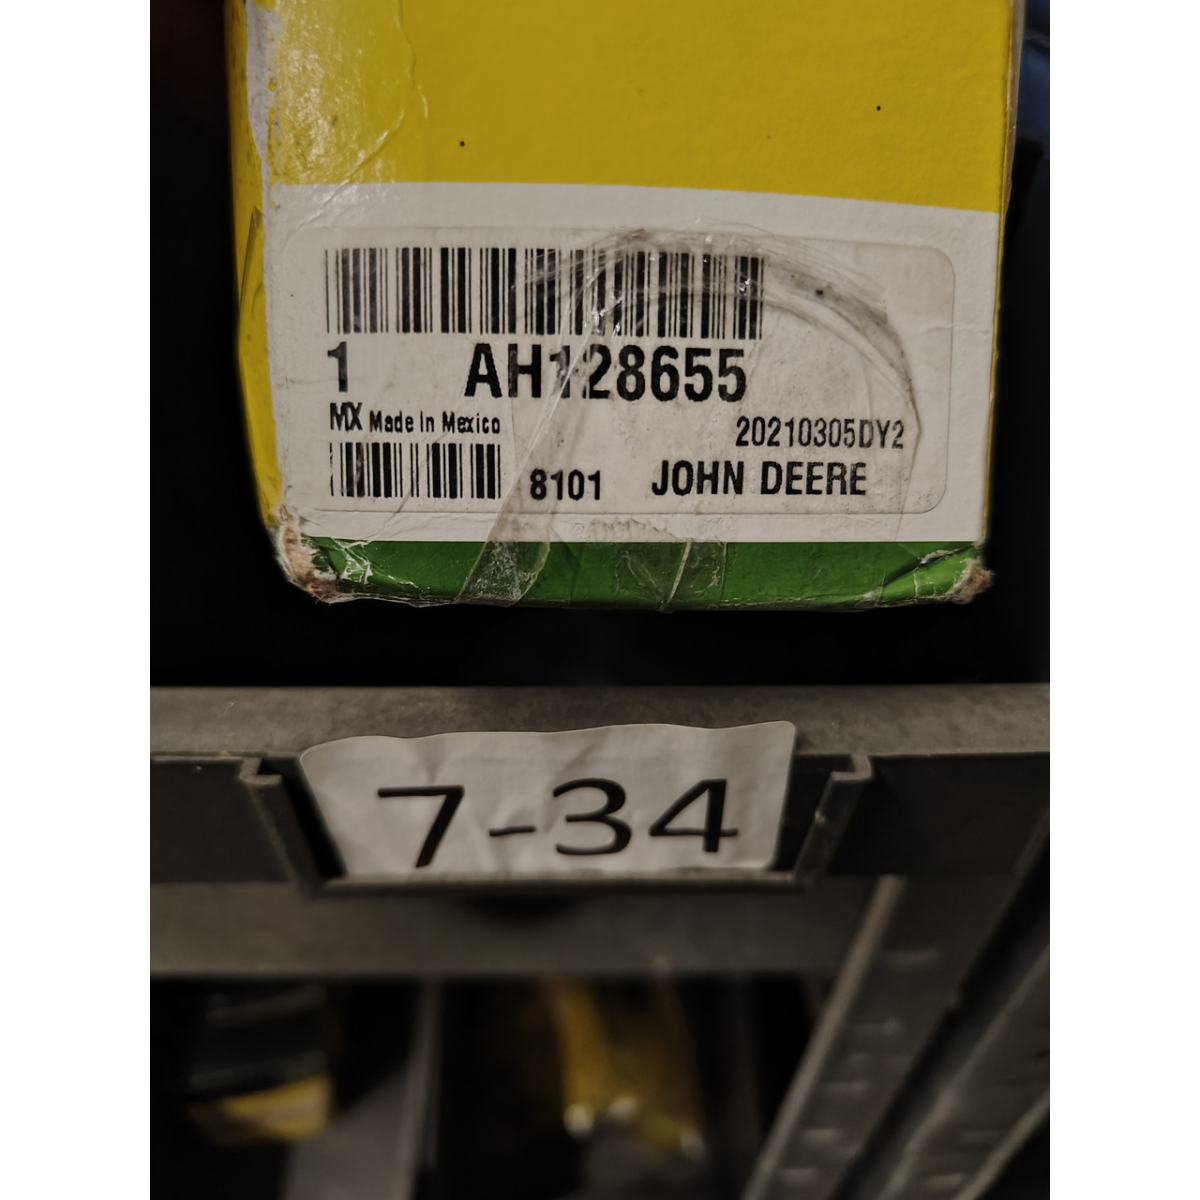 1 AH128655
MX Made In Mexico
20210305DY2
8101 JOHN DEERE
7-34